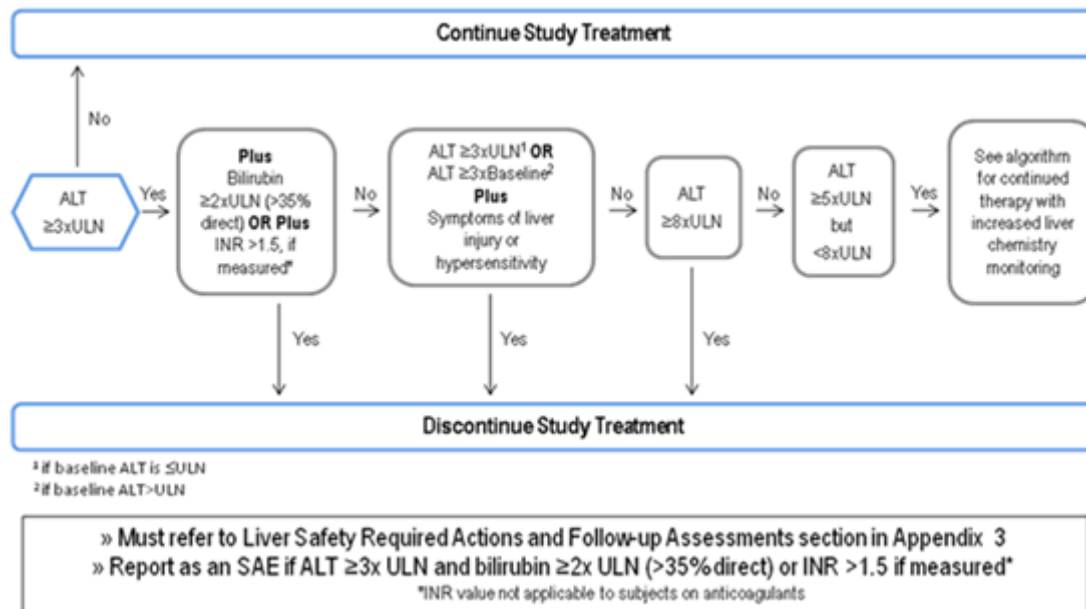 Continue Study Treatment
No
ALT
≥3xULN
Yes
Plus
Bilirubin
≥2xULN (>35%
direct) OR Plus
INR >1.5, if
measured*
Yes
No
ALT ≥3xULN¹ OR
ALT ≥3xBaseline²
Plus
Symptoms of liver
injury or
hypersensitivity
Yes
No
ALT
≥8xULN
Yes
No
ALT
≥5xULN
but
<8xULN
Yes
See algorithm
for continued
therapy with
increased liver
chemistry
monitoring
Discontinue Study Treatment
¹ if baseline ALT is ≤ULN
² if baseline ALT>ULN
» Must refer to Liver Safety Required Actions and Follow-up Assessments section in Appendix 3
» Report as an SAE if ALT ≥3x ULN and bilirubin ≥2x ULN (>35% direct) or INR >1.5 if measured*
*INR value not applicable to subjects on anticoagulants